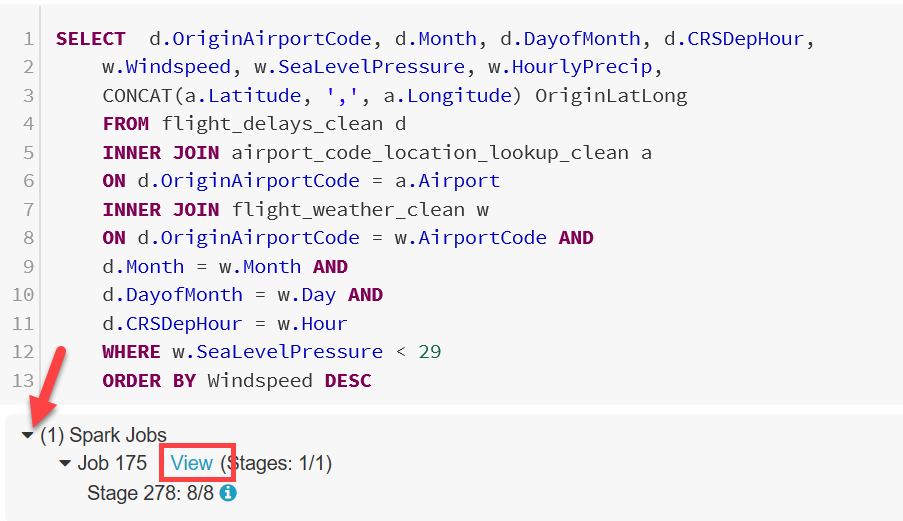 1 SELECT d.OriginAirportCode, d.Month, d.DayofMonth, d.CRSDepHour,
2 w.Windspeed, w.SeaLevelPressure, w.HourlyPrecip,
3 CONCAT(a.Latitude, ',', a.Longitude) OriginLatLong
4 FROM flight_delays_clean d
5 INNER JOIN airport_code_location_lookup_clean a
6 ON d.OriginAirportCode = a.Airport
7 INNER JOIN flight_weather_clean w
8 ON d.OriginAirportCode = w.AirportCode AND
9 d.Month = w.Month AND
10 d.DayofMonth = w.Day AND
11 d.CRSDepHour = w.Hour
12 WHERE w.SeaLevelPressure < 29
13 ORDER BY Windspeed DESC
(1) Spark Jobs
Job 175 View (Stages: 1/1)
Stage 278: 8/8 i